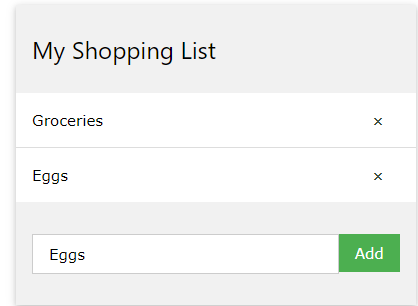 My Shopping List
Groceries ×
Eggs ×
Eggs Add